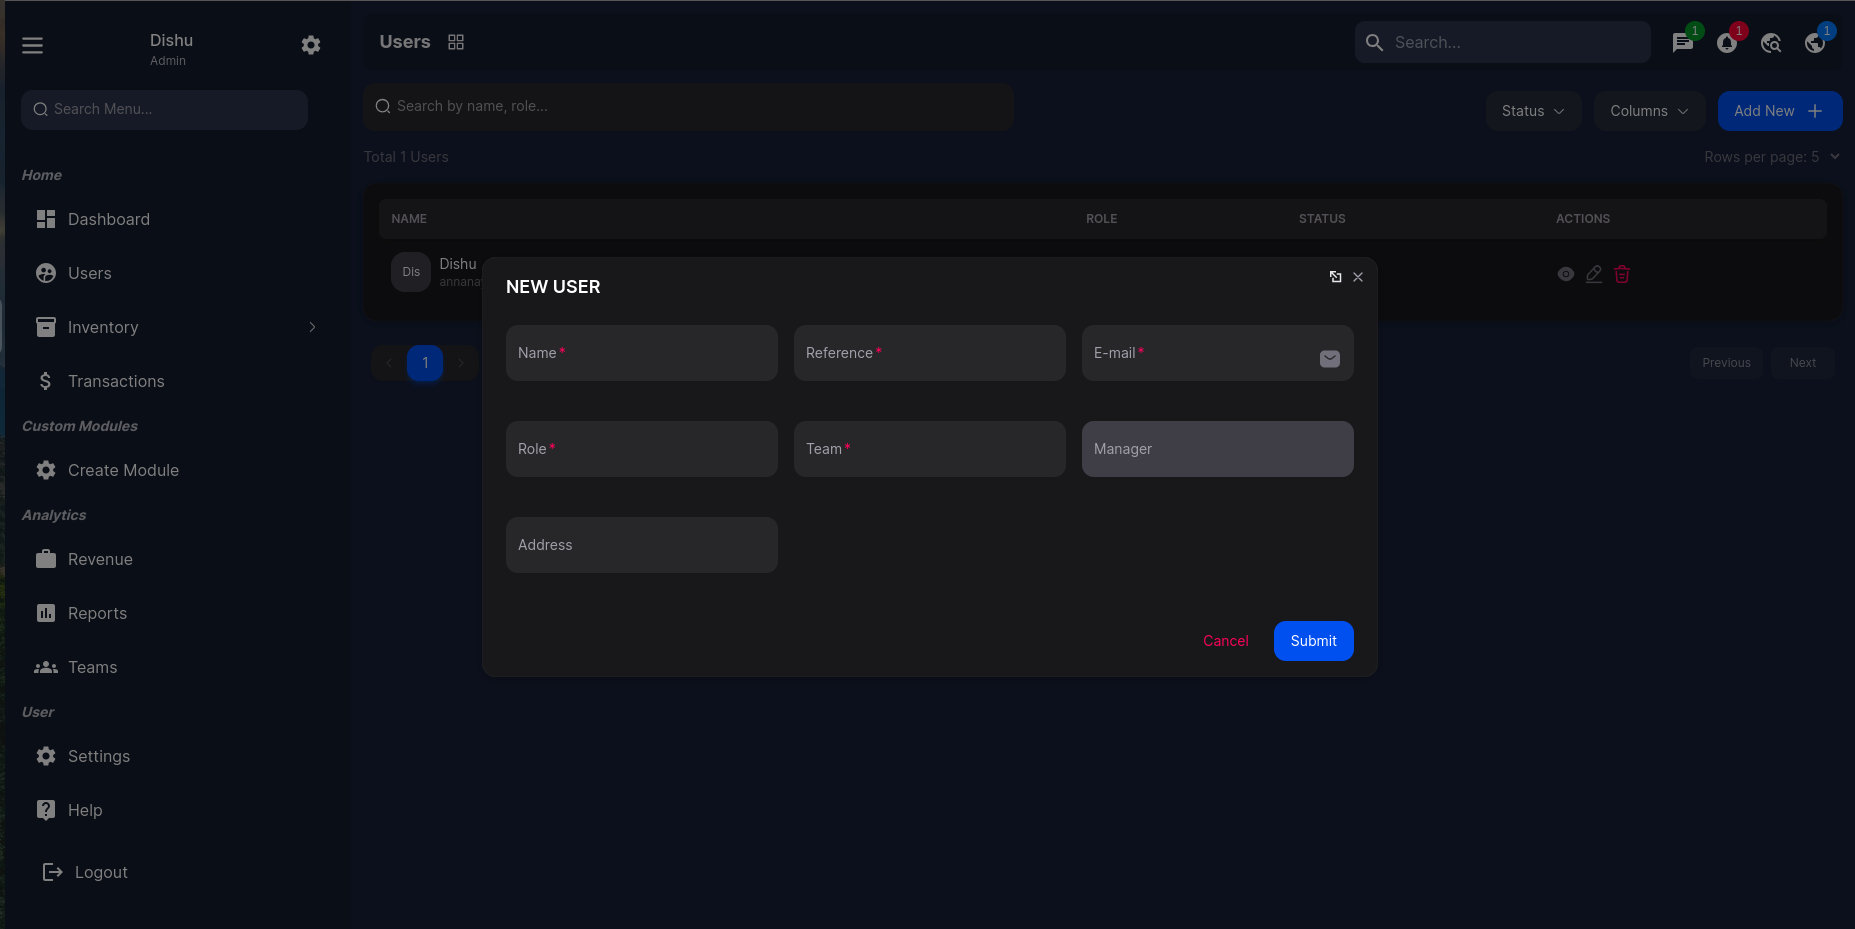 Dishu
Admin
Search Menu...
Home
Dashboard
Users
Inventory
Transactions
Custom Modules
Create Module
Analytics
Revenue
Reports
Teams
User
Settings
Help
Logout
Users
Search...
1
1
1
Search by name, role...
Status
Columns
Add New
Total 1 Users
Rows per page: 5
NAME ROLE STATUS ACTIONS
Dis
Dishu
1
Previous
Next
NEW USER
Name*
Reference*
E-mail*
Role*
Team*
Manager
Address
Cancel
Submit